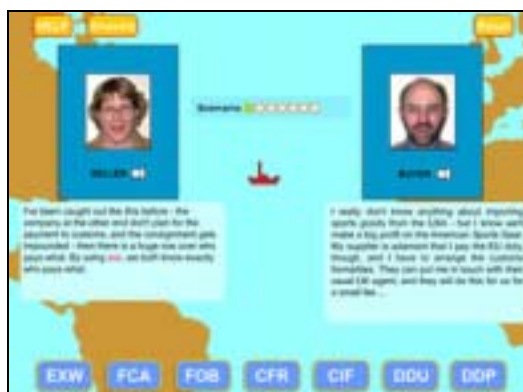 HELP
Reset
Scenario
SELLER
BUYER
I've been caught out like this before - the
company at the other end don't plan for the
payment to customs, and the consignment gets
impounded - then there is a huge row over who
pays what. By using we both know exactly
who pays what.
I really don't know anything about importing
sports goods from the USA - but I know we'll
make a big profit on this American Sports Gear.
My supplier is adamant that I pay the EU duty,
though, and I have to arrange the customs
formalities. They can put me in touch with their
usual UK agent, and they will do this for us for
a small fee...
EXW FCA FOB CFR CIF DDU DDP